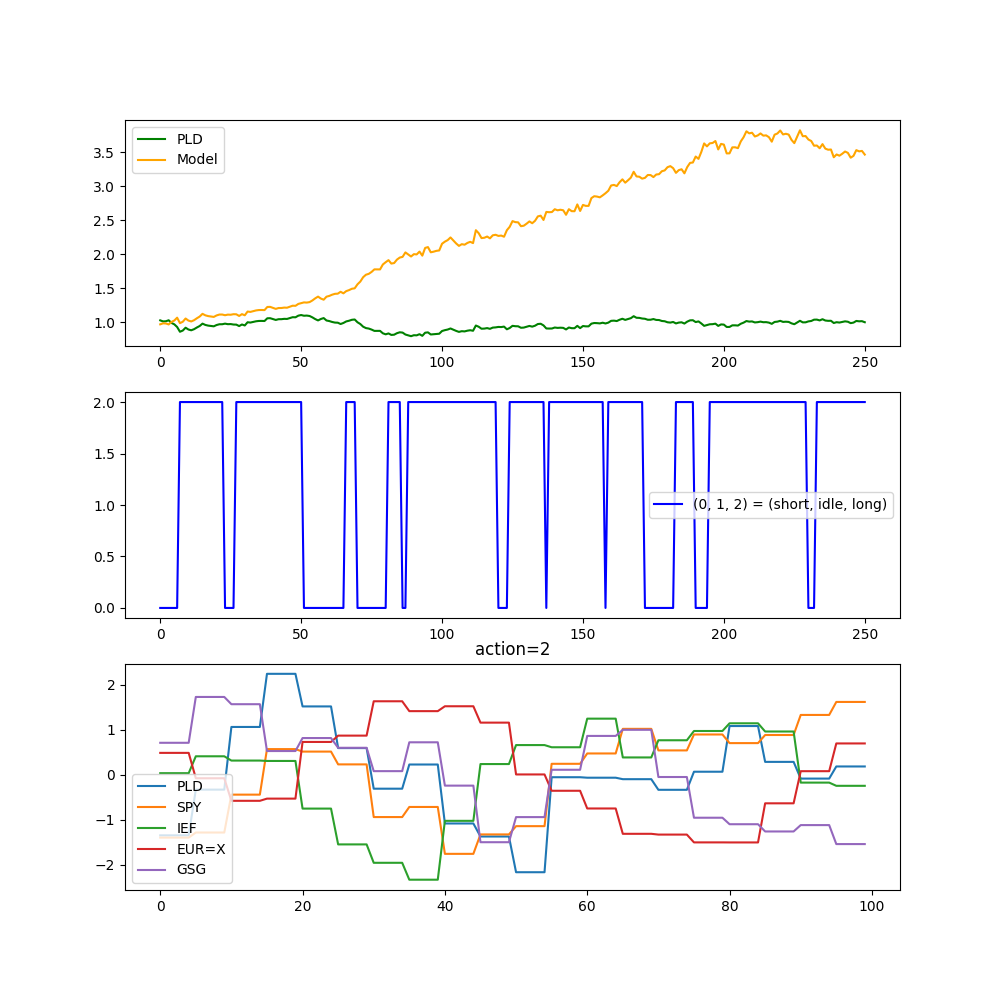 PLD
Model
3.5
3.0
2.5
2.0
1.5
1.0
0 50 100 150 200 250
2.0
1.5
1.0
0.5
0.0
(0, 1, 2) = (short, idle, long)
0 50 100 150 200 250
action=2
2
1
0
−1
−2
PLD
SPY
IEF
EUR=X
GSG
0 20 40 60 80 100